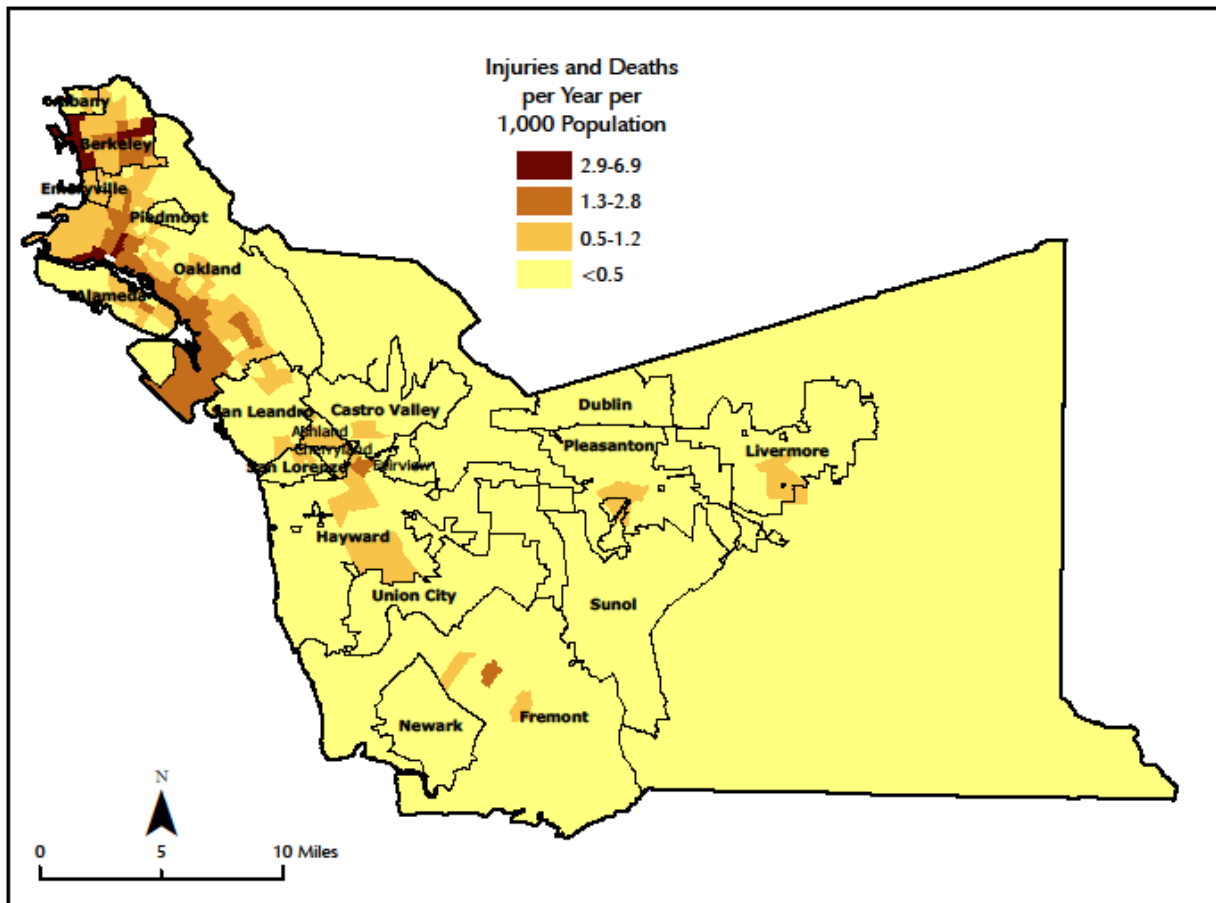 Injuries and Deaths
per Year per
1,000 Population
2.9-6.9
1.3-2.8
0.5-1.2
<0.5
Albany
Berkeley
Emeryville
Piedmont
Oakland
Alameda
San Leandro
Castro Valley
Ashland
Cherryland
San Lorenzo
Fairview
Dublin
Pleasanton
Livermore
Hayward
Union City
Sunol
Newark
Fremont
N
0
5
10 Miles